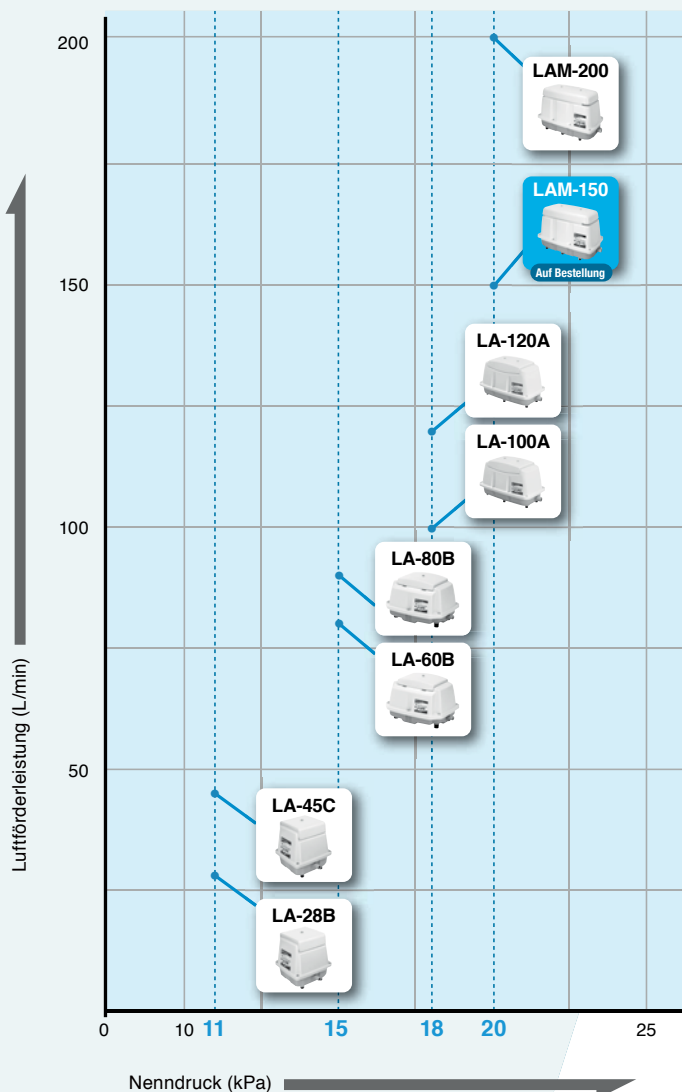 200
LAM-200
LAM-150
Auf Bestellung
150
LA-120A
LA-100A
100
LA-80B
LA-60B
50
LA-45C
LA-28B
Luftförderleistung (L/min)
0 10 11 15 18 20 25
Nenndruck (kPa)